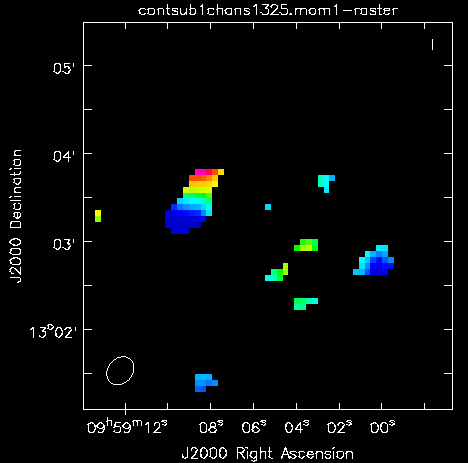 contsub1chans1325.mom1-raster
05'
04'
03'
13°02'
J2000 Declination
09ʰ59ᵐ12ˢ 08ˢ 06ˢ 04ˢ 02ˢ 00ˢ
J2000 Right Ascension